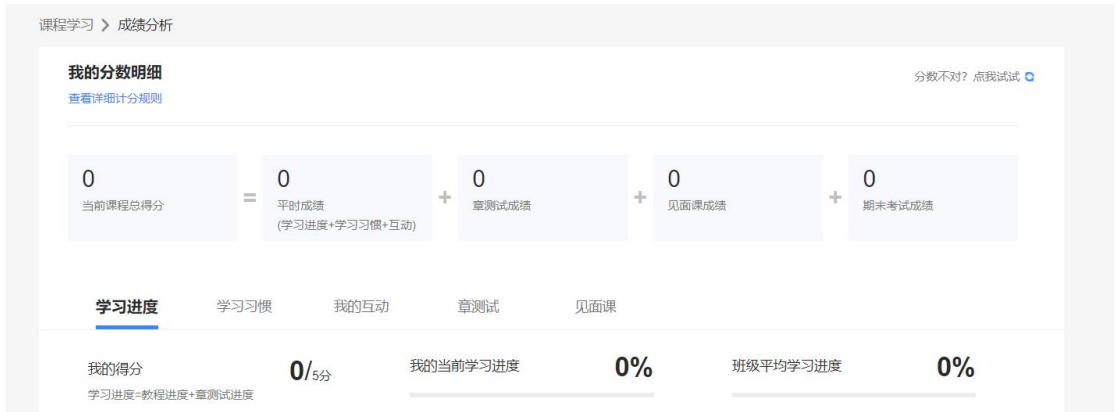 课程学习 > 成绩分析
我的分数明细
分数不对？点我试试
查看详细计分规则
0 = 0 + 0 + 0 + 0
当前课程总得分 平时成绩 章测试成绩 见面课成绩 期末考试成绩
(学习进度+学习习惯+互动)
学习进度 学习习惯 我的互动 章测试 见面课
我的得分 0/5分 我的当前学习进度 0% 班级平均学习进度 0%
学习进度=教程进度+章测试进度